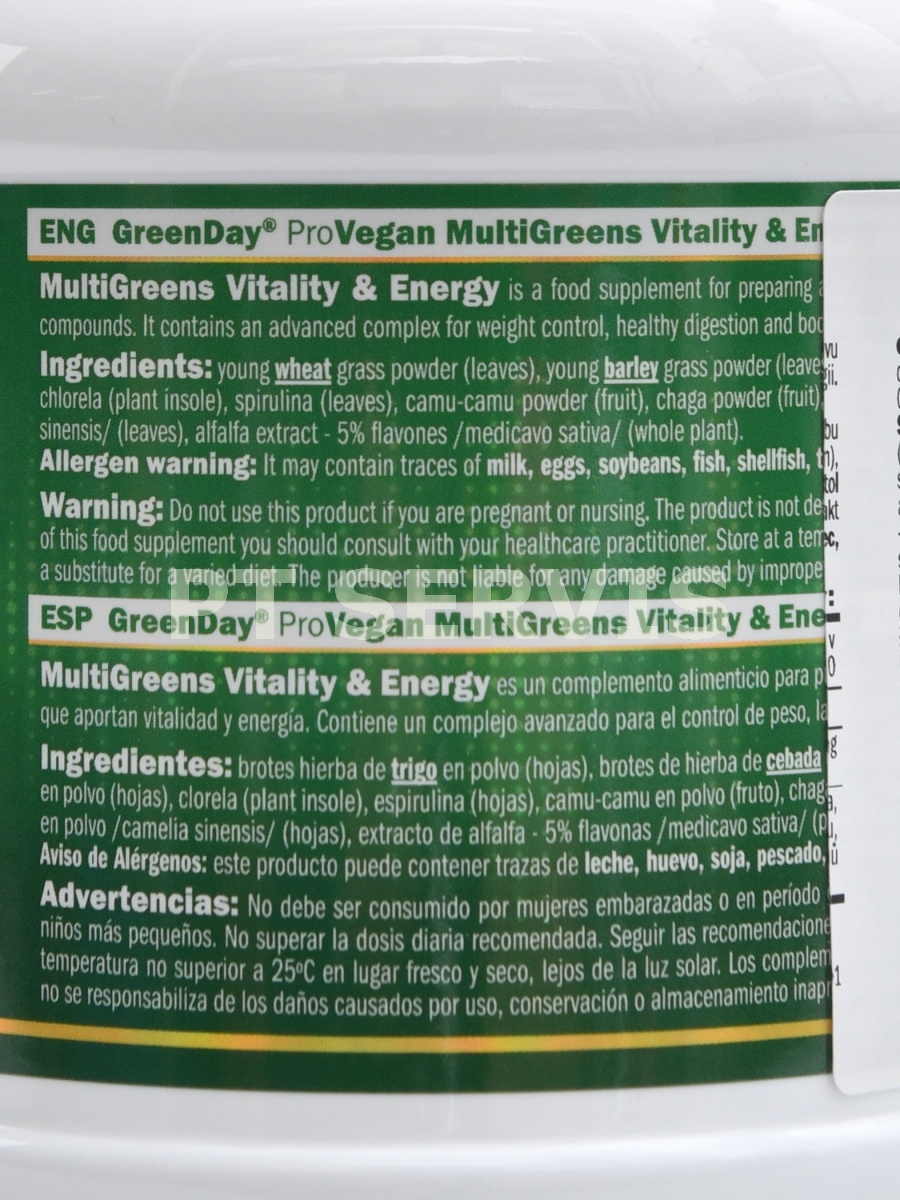 ENG GreenDay® ProVegan MultiGreens Vitality & En
MultiGreens Vitality & Energy is a food supplement for preparing
compounds. It contains an advanced complex for weight control, healthy digestion and
Ingredients: young wheat grass powder (leaves), young barley grass powder (leave
chlorela (plant insole), spirulina (leaves), camu-camu powder (fruit), chaga powder (fruit)
sinensis/ (leaves), alfalfa extract - 5% flavones /medicavo sativa/ (whole plant).
Allergen warning: It may contain traces of milk, eggs, soybeans, fish, shellfish,
Warning: Do not use this product if you are pregnant or nursing. The product is not
of this food supplement you should consult with your healthcare practitioner. Store at a
a substitute for a varied diet. The producer is not liable for any damage caused by imprope
PT SERVIS
ESP GreenDay® ProVegan MultiGreens Vitality & Ene
MultiGreens Vitality & Energy es un complemento alimenticio para
que aportan vitalidad y energía. Contiene un complejo avanzado para el control de peso,
Ingredientes: brotes hierba de trigo en polvo (hojas), brotes de hierba de cebada
en polvo (hojas), clorela (plant insole), espirulina (hojas), camu-camu en polvo (fruto), chag
en polvo /camelia sinensis/ (hojas), extracto de alfalfa - 5% flavonas /medicavo sativa/
Aviso de Alérgenos: este producto puede contener trazas de leche, huevo, soja, pescado,
Advertencias: No debe ser consumido por mujeres embarazadas o en período
niños más pequeños. No superar la dosis diaria recomendada. Seguir las recomendacione
temperatura no superior a 25ºC en lugar fresco y seco, lejos de la luz solar. Los complem
no se responsabiliza de los daños causados por uso, conservación o almacenamiento inap